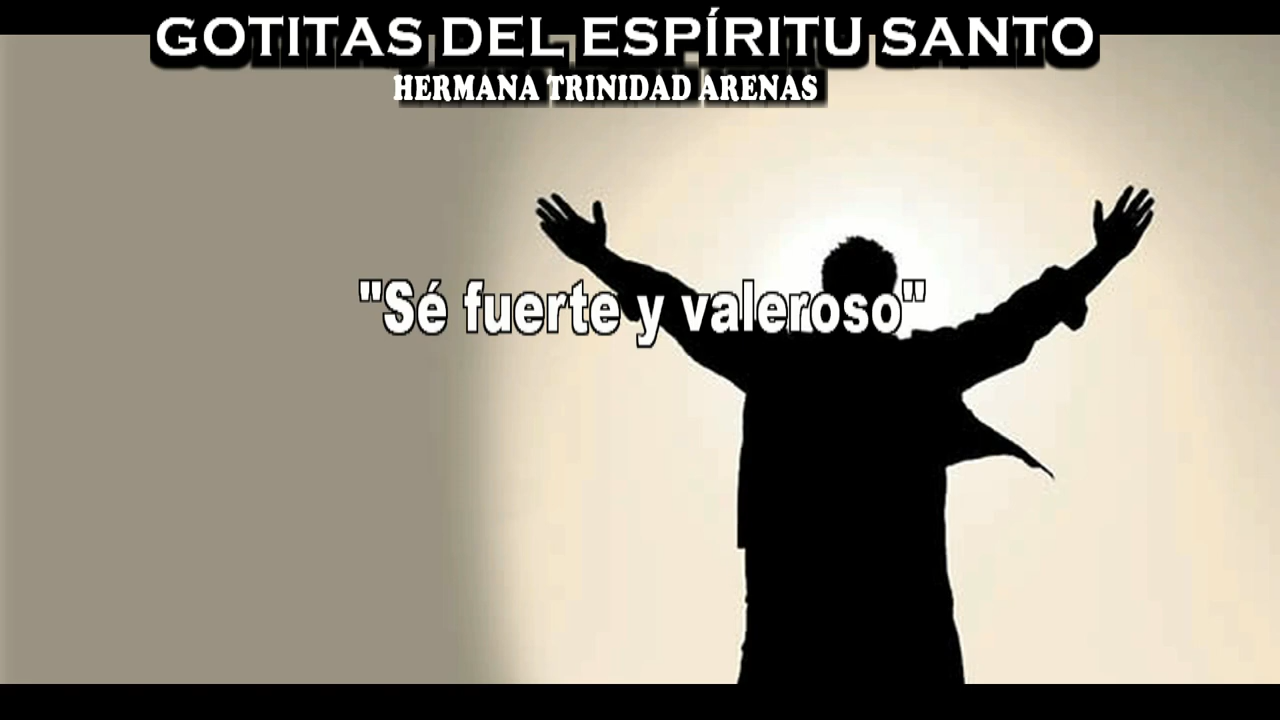 GOTITAS DEL ESPÍRITU SANTO
HERMANA TRINIDAD ARENAS
"Sé fuerte y valeroso"